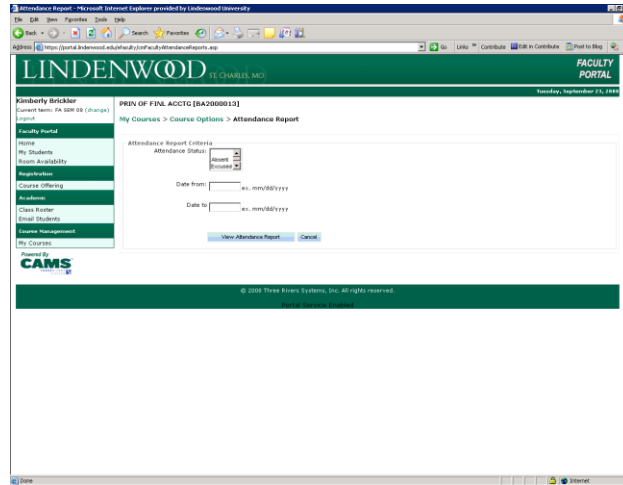 Attendance Report - Microsoft Internet Explorer provided by Lindenwood University
File Edit View Favorites Tools Help
Back Search Favorites
Address https://portal.lindenwood.edu/efaculty/cmFacultyAttendanceReports.asp Go Links » Contribute Edit in Contribute Post to Blog
LINDENWOOD ST. CHARLES, MO
FACULTY
PORTAL
Tuesday, September 23, 2008
Kimberly Brickler
Current term: FA SEM 08 (change)
Logout
Faculty Portal
Home
My Students
Room Availability
Registration
Course Offering
Academic
Class Roster
Email Students
Course Management
My Courses
Powered By
CAMS
PRIN OF FINL ACCTG [BA2000013]
My Courses > Course Options > Attendance Report
Attendance Report Criteria
Attendance Status:
Absent
Excused
Date from: ex. mm/dd/yyyy
Date to ex. mm/dd/yyyy
View Attendance Report Cancel
© 2008 Three Rivers Systems, Inc. All rights reserved.
Portal Service Enabled
Done Internet